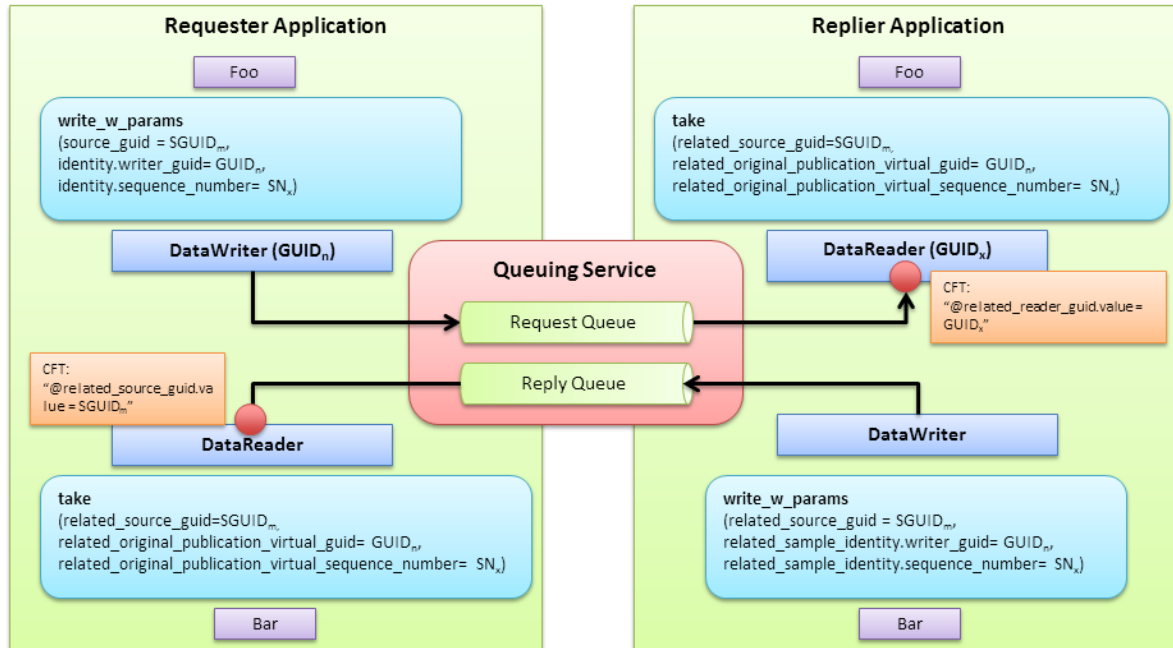 Requester Application
Foo
write_w_params
(source_guid = SGUIDm,
identity.writer_guid= GUIDn,
identity.sequence_number= SNx)
DataWriter (GUIDn)
CFT:
“@related_source_guid.va
lue = SGUIDm”
DataReader
take
(related_source_guid=SGUIDm,
related_original_publication_virtual_guid= GUIDn,
related_original_publication_virtual_sequence_number= SNx)
Bar
Queuing Service
Request Queue
Reply Queue
Replier Application
Foo
take
(related_source_guid=SGUIDm,
related_original_publication_virtual_guid= GUIDn,
related_original_publication_virtual_sequence_number= SNx)
DataReader (GUIDx)
CFT:
“@related_reader_guid.value=
GUIDx”
DataWriter
write_w_params
(related_source_guid = SGUIDm,
related_sample_identity.writer_guid= GUIDn,
related_sample_identity.sequence_number= SNx)
Bar